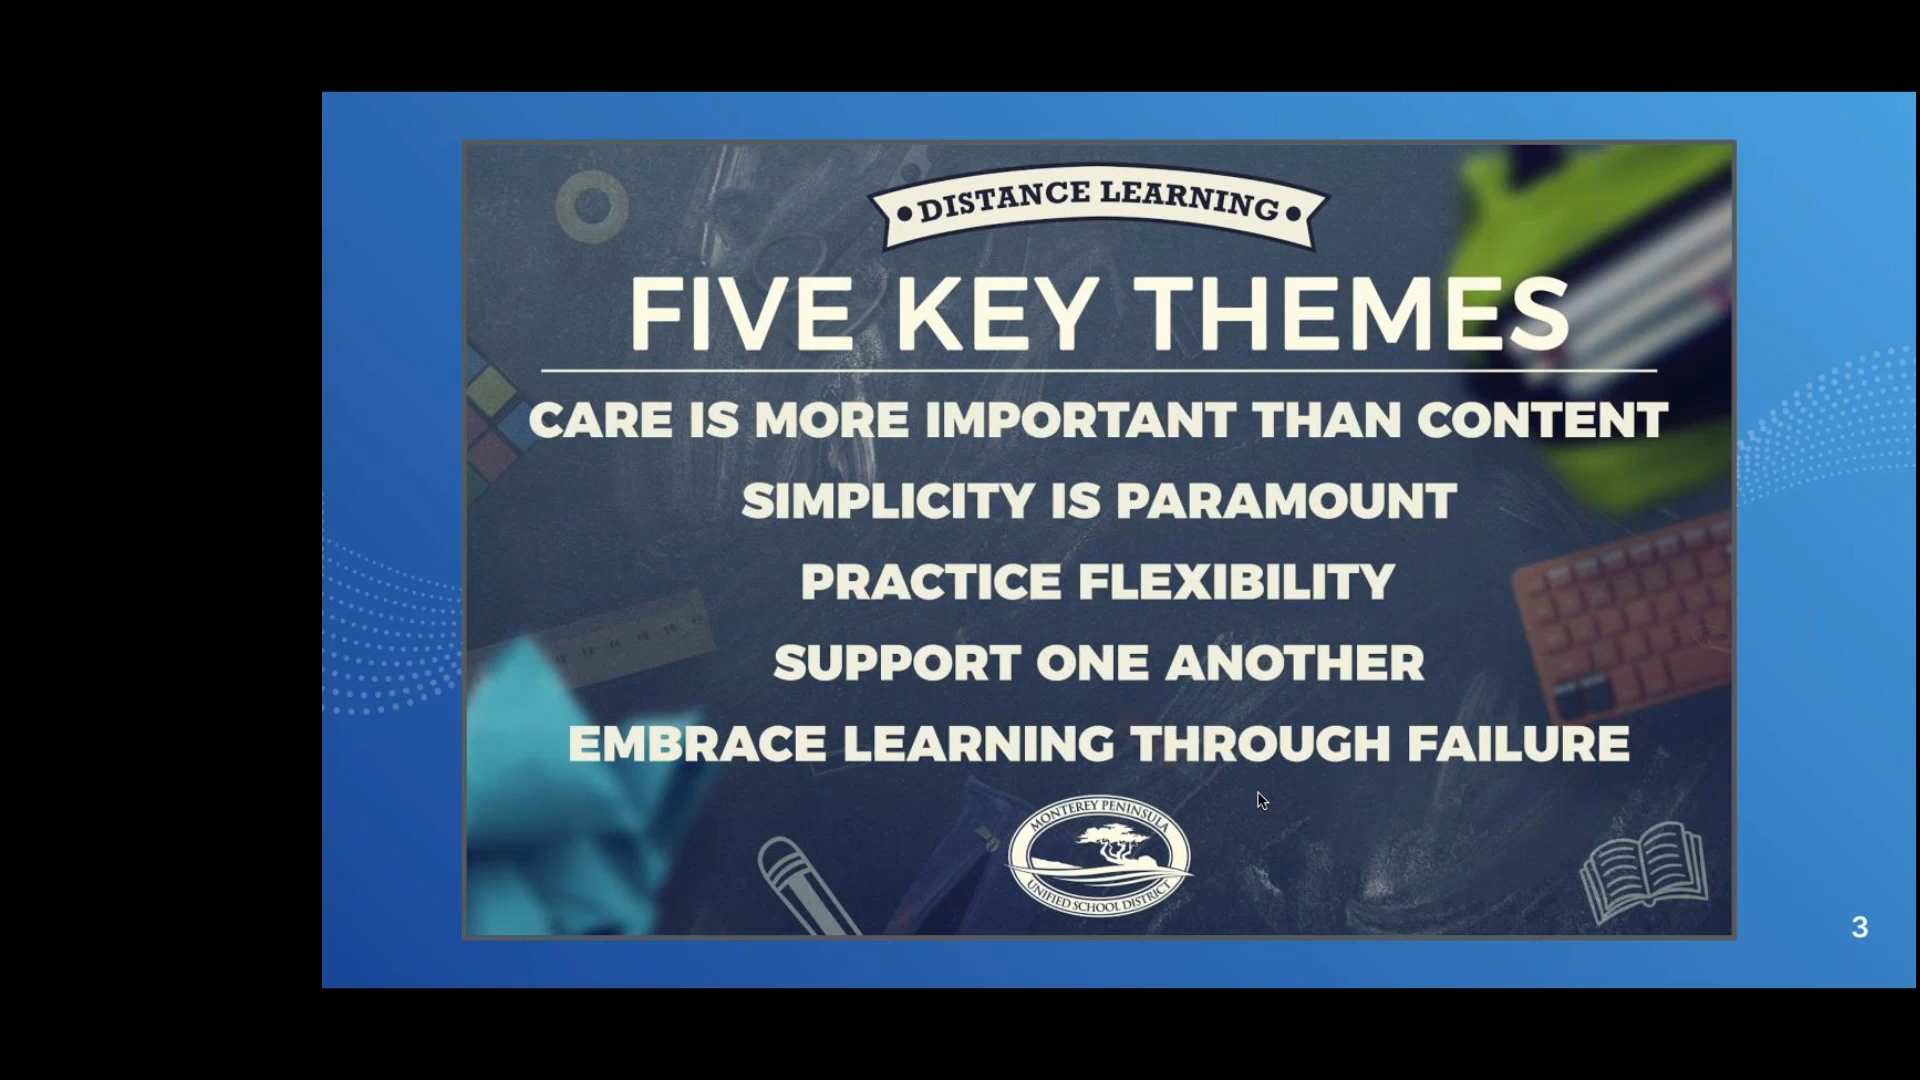 DISTANCE LEARNING
FIVE KEY THEMES
CARE IS MORE IMPORTANT THAN CONTENT
SIMPLICITY IS PARAMOUNT
PRACTICE FLEXIBILITY
SUPPORT ONE ANOTHER
EMBRACE LEARNING THROUGH FAILURE
MONTEREY PENINSULA
UNIFIED SCHOOL DISTRICT
3